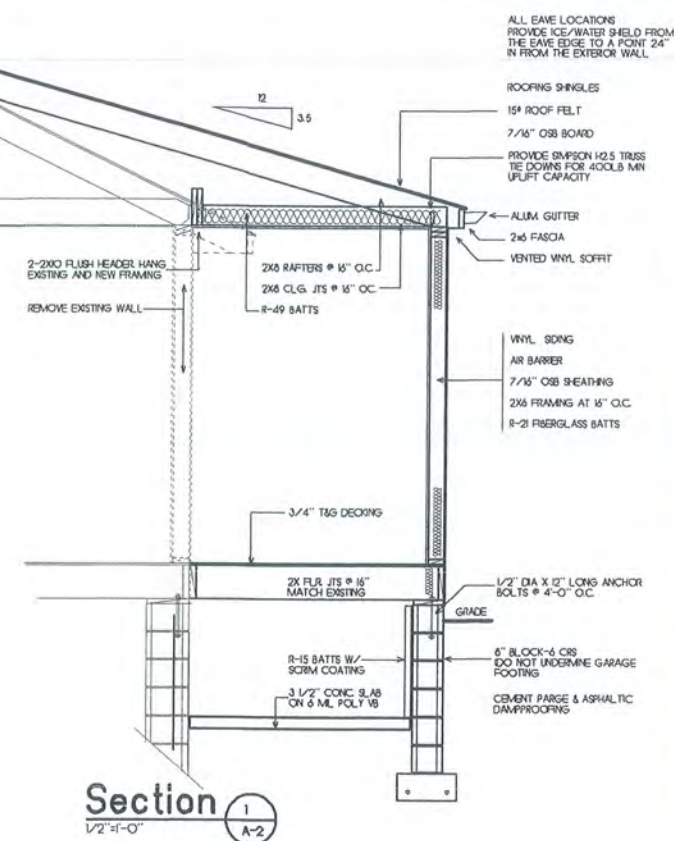 ALL EAVE LOCATIONS
PROVIDE ICE/WATER SHIELD FROM
THE EAVE EDGE TO A POINT 24"
IN FROM THE EXTERIOR WALL
ROOFING SHINGLES
15# ROOF FELT
7/16" OSB BOARD
PROVIDE SIMPSON H2.5 TRUSS
TIE DOWNS FOR 400LB MIN
UPLIFT CAPACITY
12
3.5
ALUM. GUTTER
2x6 FASCIA
VENTED VINYL SOFFIT
2-2X10 FLUSH HEADER. HANG
EXISTING AND NEW FRAMING
2X8 RAFTERS @ 16" O.C.
2X8 CLG. JTS @ 16" OC.
R-49 BATTS
REMOVE EXISTING WALL
VINYL SIDING
AIR BARRIER
7/16" OSB SHEATHING
2X6 FRAMING AT 16" O.C.
R-21 FIBERGLASS BATTS
3/4" T&G DECKING
2X FLR. JTS @ 16"
MATCH EXISTING
1/2" DIA X 12" LONG ANCHOR
BOLTS @ 4'-0" O.C.
GRADE
R-15 BATTS W/
SCRIM COATING
8" BLOCK-6 CRS
(DO NOT UNDERMINE GARAGE
FOOTING
3 1/2" CONC. SLAB
ON 6 ML POLY VB
CEMENT PARGE & ASPHALTIC
DAMPROOFING
Section
1
A-2
1/2"=1'-0"